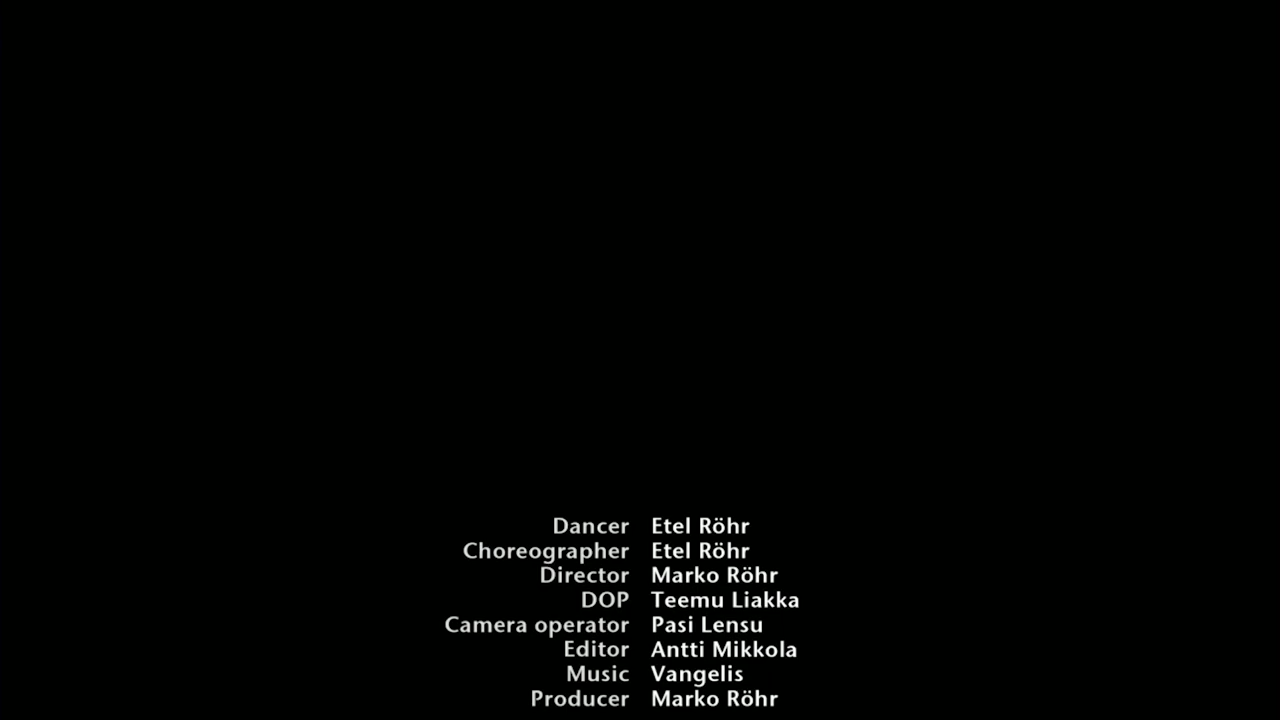 Dancer Etel Röhr
Choreographer Etel Röhr
Director Marko Röhr
DOP Teemu Liakka
Camera operator Pasi Lensu
Editor Antti Mikkola
Music Vangelis
Producer Marko Röhr